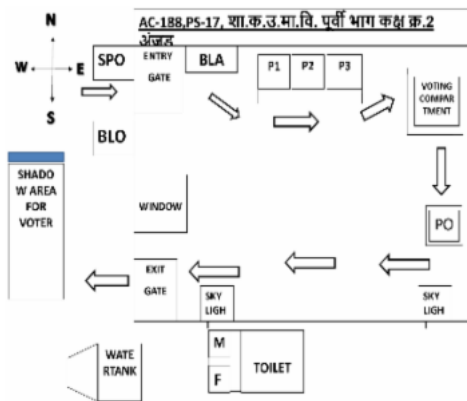 AC-188,PS-17, शा.क.उ.मा.वि. पूर्वी भाग कक्ष क्र.2
अंजड
N
W
E
S
SPO
ENTRY
GATE
BLA
P1
P2
P3
VOTING
COMPAR
TMENT
BLO
SHADO
W AREA
FOR
VOTER
WINDOW
PO
EXIT
GATE
SKY
LIGH
SKY
LIGH
WATE
RTANK
M
F
TOILET